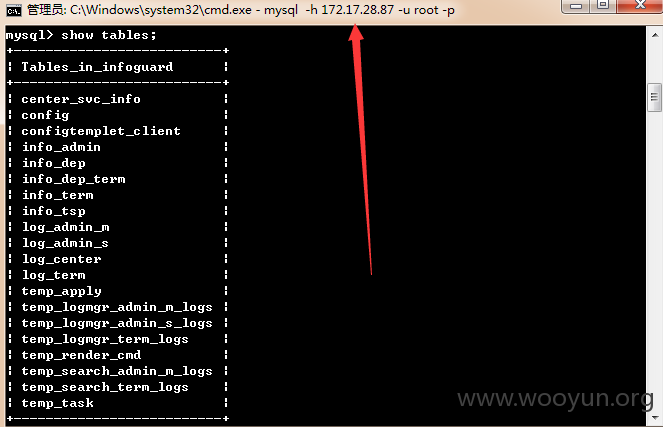 管理员: C:\Windows\system32\cmd.exe - mysql  -h 172.17.28.87 -u root -p
mysql> show tables;
+---------------------------+
| Tables_in_infoguard       |
+---------------------------+
| center_svc_info           |
| config                    |
| configtemplet_client      |
| info_admin                |
| info_dep                  |
| info_dep_term             |
| info_term                 |
| info_tsp                  |
| log_admin_m               |
| log_admin_s               |
| log_center                |
| log_term                  |
| temp_apply                |
| temp_logmgr_admin_m_logs  |
| temp_logmgr_admin_s_logs  |
| temp_logmgr_term_logs     |
| temp_render_cmd           |
| temp_search_admin_m_logs  |
| temp_search_term_logs     |
| temp_task                 |
+---------------------------+
www.wooyun.org